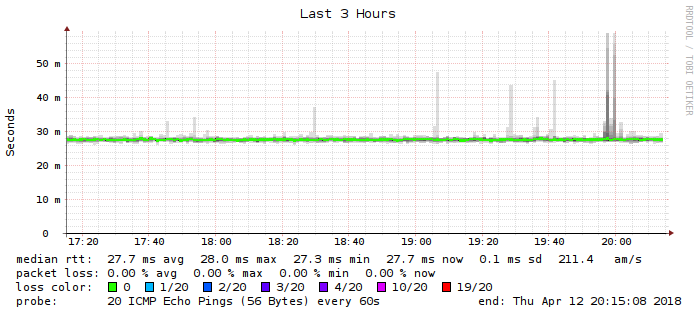 Last 3 Hours
RRDTOOL / TOBI OETIKER
Seconds
50 m
40 m
30 m
20 m
10 m
0
17:20 17:40 18:00 18:20 18:40 19:00 19:20 19:40 20:00
median rtt: 27.7 ms avg 28.0 ms max 27.3 ms min 27.7 ms now 0.1 ms sd 211.4 am/s
packet loss: 0.00 % avg 0.00 % max 0.00 % min 0.00 % now
loss color: 0 1/20 2/20 3/20 4/20 10/20 19/20
probe: 20 ICMP Echo Pings (56 Bytes) every 60s end: Thu Apr 12 20:15:08 2018